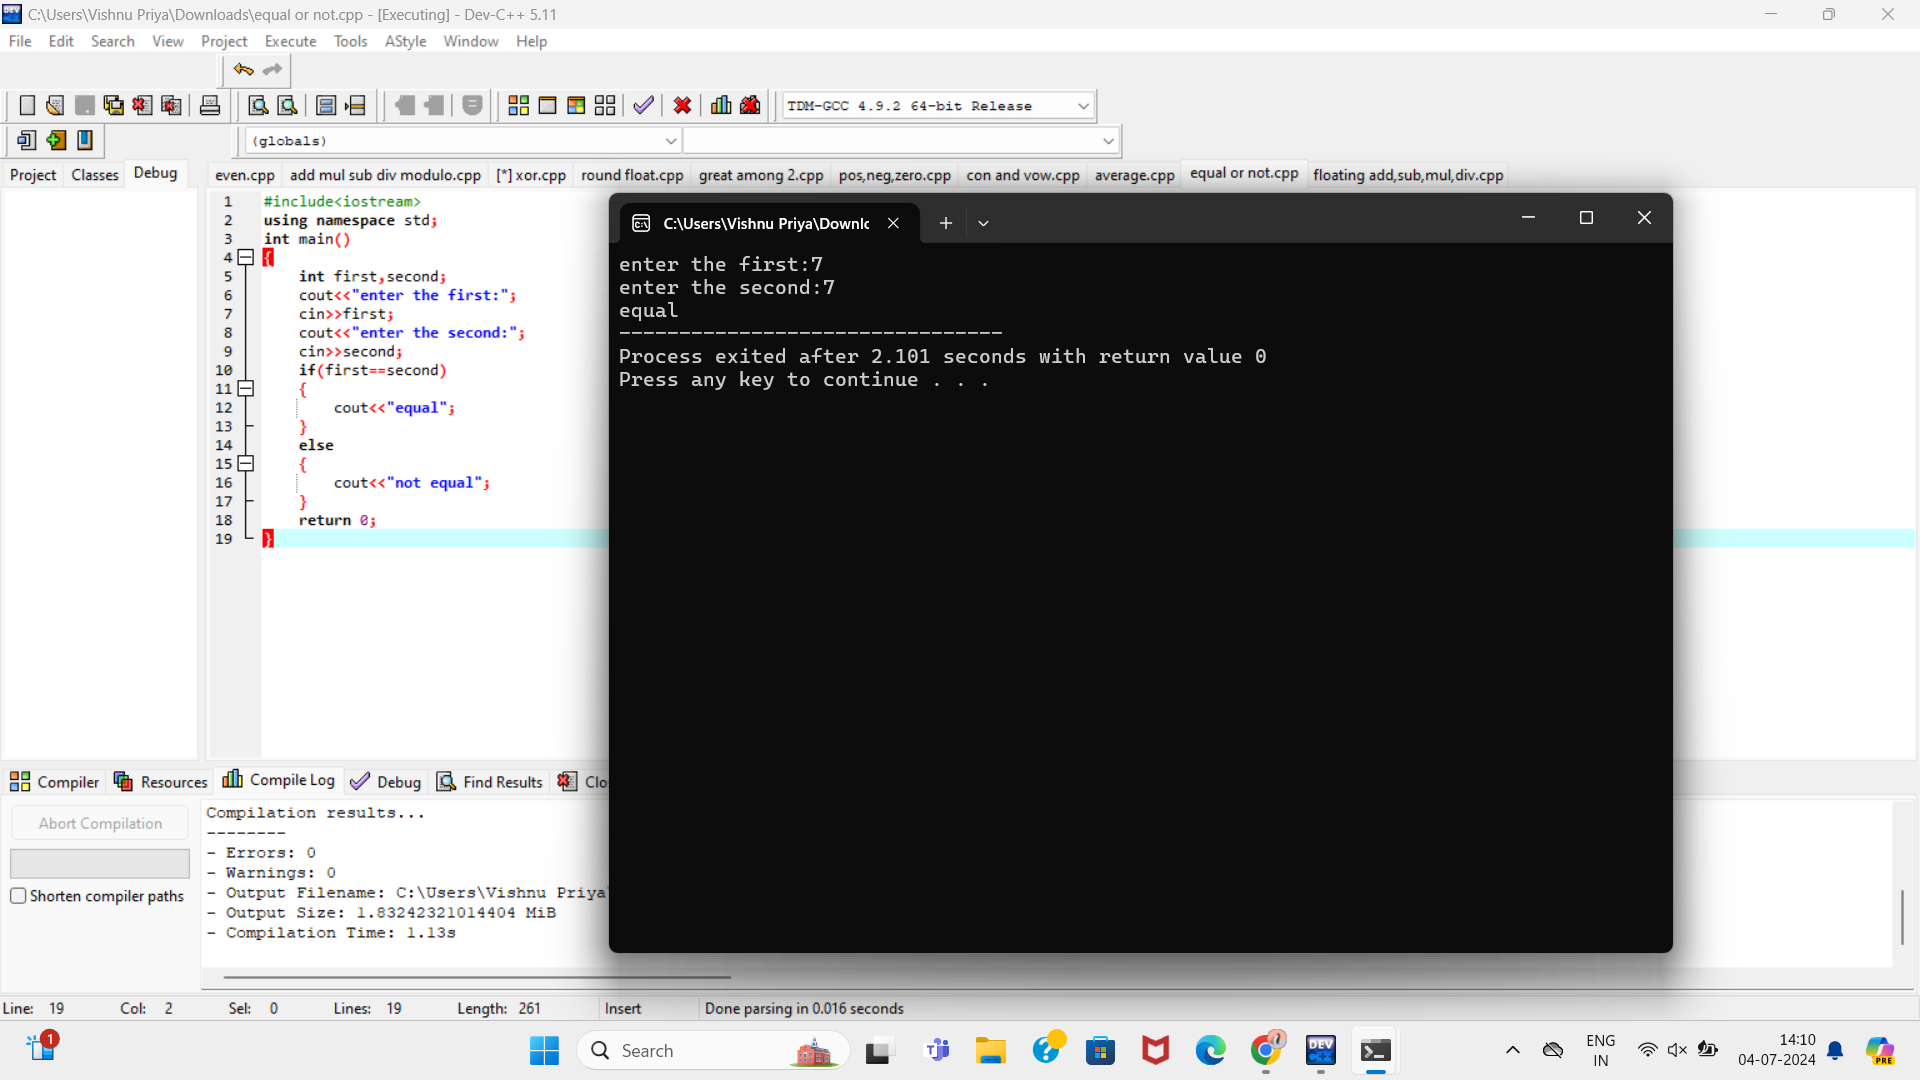 C:\Users\Vishnu Priya\Downloads\equal or not.cpp - [Executing] - Dev-C++ 5.11
File Edit Search View Project Execute Tools AStyle Window Help
TDM-GCC 4.9.2 64-bit Release
(globals)
Project Classes Debug
even.cpp add mul sub div modulo.cpp [*] xor.cpp round float.cpp great among 2.cpp pos,neg,zero.cpp con and vow.cpp average.cpp equal or not.cpp floating add,sub,mul,div.cpp
1 #include<iostream>
2 using namespace std;
3 int main()
4 {
5 int first,second;
6 cout<<"enter the first:";
7 cin>>first;
8 cout<<"enter the second:";
9 cin>>second;
10 if(first==second)
11 {
12 cout<<"equal";
13 }
14 else
15 {
16 cout<<"not equal";
17 }
18 return 0;
19 }
C:\Users\Vishnu Priya\Downlc
enter the first:7
enter the second:7
equal
--------------------------------
Process exited after 2.101 seconds with return value 0
Press any key to continue . . .
Compiler Resources Compile Log Debug Find Results Clo
Abort Compilation
Shorten compiler paths
Compilation results...
--------
- Errors: 0
- Warnings: 0
- Output Filename: C:\Users\Vishnu Priya
- Output Size: 1.83242321014404 MiB
- Compilation Time: 1.13s
Line: 19 Col: 2 Sel: 0 Lines: 19 Length: 261 Insert Done parsing in 0.016 seconds
1
Search
DEV
ENG
IN
14:10
04-07-2024
PRE